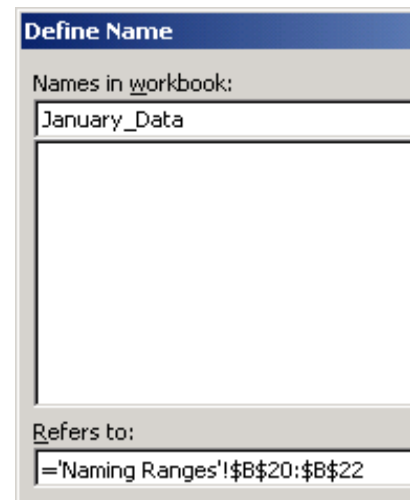 Define Name
Names in workbook:
January_Data
Refers to:
='Naming Ranges'!$B$20:$B$22